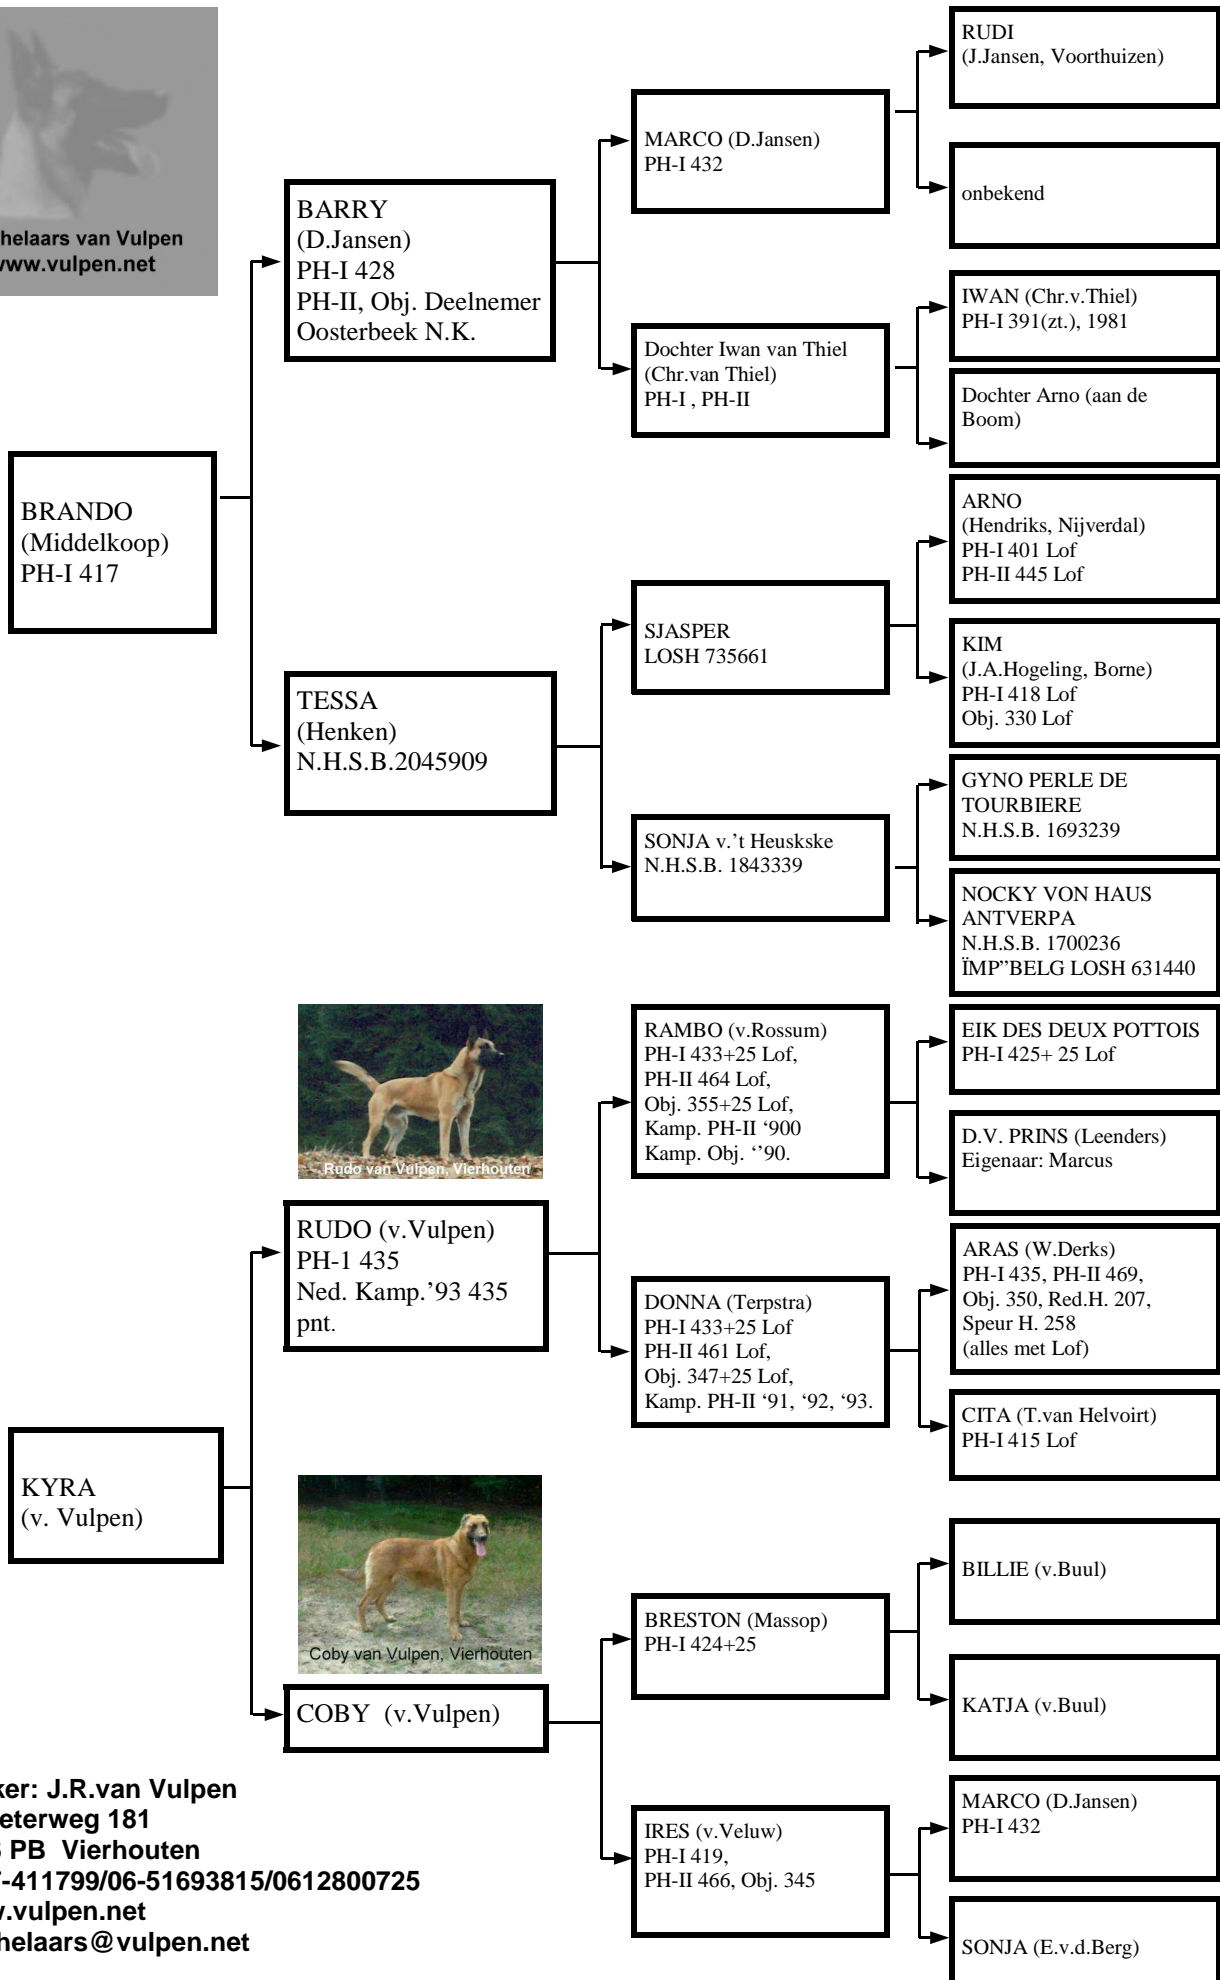 helaars van Vulpen
www.vulpen.net
BRANDO
(Middelkoop)
PH-I 417
BARRY
(D.Jansen)
PH-I 428
PH-II, Obj. Deelnemer
Oosterbeek N.K.
TESSA
(Henken)
N.H.S.B.2045909
MARCO (D.Jansen)
PH-I 432
Dochter Iwan van Thiel
(Chr.van Thiel)
PH-I , PH-II
SJASPER
LOSH 735661
SONJA v.'t Heuskske
N.H.S.B. 1843339
RUDI
(J.Jansen, Voorthuizen)
onbekend
IWAN (Chr.v.Thiel)
PH-I 391(zt.), 1981
Dochter Arno (aan de
Boom)
ARNO
(Hendriks, Nijverdal)
PH-I 401 Lof
PH-II 445 Lof
KIM
(J.A.Hogeling, Borne)
PH-I 418 Lof
Obj. 330 Lof
GYNO PERLE DE
TOURBIERE
N.H.S.B. 1693239
NOCKY VON HAUS
ANTVERPA
N.H.S.B. 1700236
ÏMP”BELG LOSH 631440
KYRA
(v. Vulpen)
Rudo van Vulpen, Vierhouten
RUDO (v.Vulpen)
PH-1 435
Ned. Kamp.’93 435
pnt.
Coby van Vulpen, Vierhouten
COBY  (v.Vulpen)
RAMBO (v.Rossum)
PH-I 433+25 Lof,
PH-II 464 Lof,
Obj. 355+25 Lof,
Kamp. PH-II ‘900
Kamp. Obj. ‘’90.
DONNA (Terpstra)
PH-I 433+25 Lof
PH-II 461 Lof,
Obj. 347+25 Lof,
Kamp. PH-II ‘91, ‘92, ‘93.
BRESTON (Massop)
PH-I 424+25
IRES (v.Veluw)
PH-I 419,
PH-II 466, Obj. 345
EIK DES DEUX POTTOIS
PH-I 425+ 25 Lof
D.V. PRINS (Leenders)
Eigenaar: Marcus
ARAS (W.Derks)
PH-I 435, PH-II 469,
Obj. 350, Red.H. 207,
Speur H. 258
(alles met Lof)
CITA (T.van Helvoirt)
PH-I 415 Lof
BILLIE (v.Buul)
KATJA (v.Buul)
MARCO (D.Jansen)
PH-I 432
SONJA (E.v.d.Berg)
ker: J.R.van Vulpen
eterweg 181
PB  Vierhouten
-411799/06-51693815/0612800725
.vulpen.net
helaars@vulpen.net